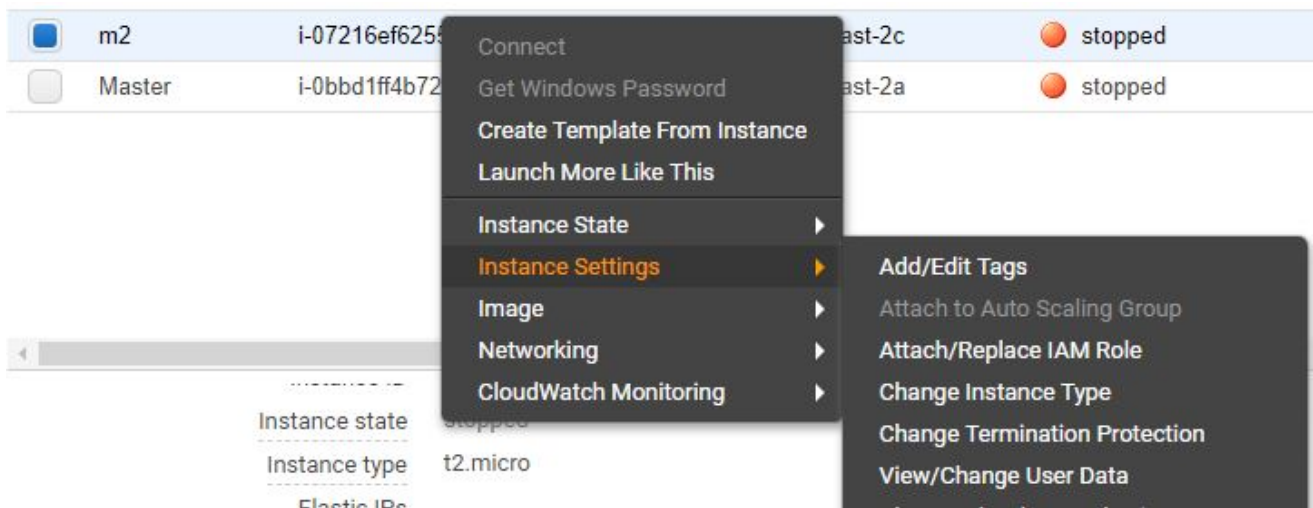 m2 i-07216ef6255 ast-2c stopped
Master i-0bbd1ff4b72 ast-2a stopped
Connect
Get Windows Password
Create Template From Instance
Launch More Like This
Instance State
Instance Settings
Image
Networking
CloudWatch Monitoring
Add/Edit Tags
Attach to Auto Scaling Group
Attach/Replace IAM Role
Change Instance Type
Change Termination Protection
View/Change User Data
Instance state stopped
Instance type t2.micro
Elastic IPs